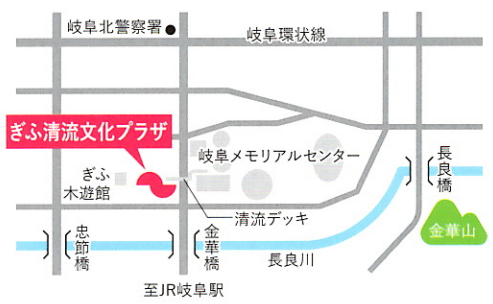 岐阜北警察署
岐阜環状線
ぎふ清流文化プラザ
岐阜メモリアルセンター
ぎふ
木遊館
長良橋
清流デッキ
金華山
忠節橋
金華橋
長良川
至JR岐阜駅